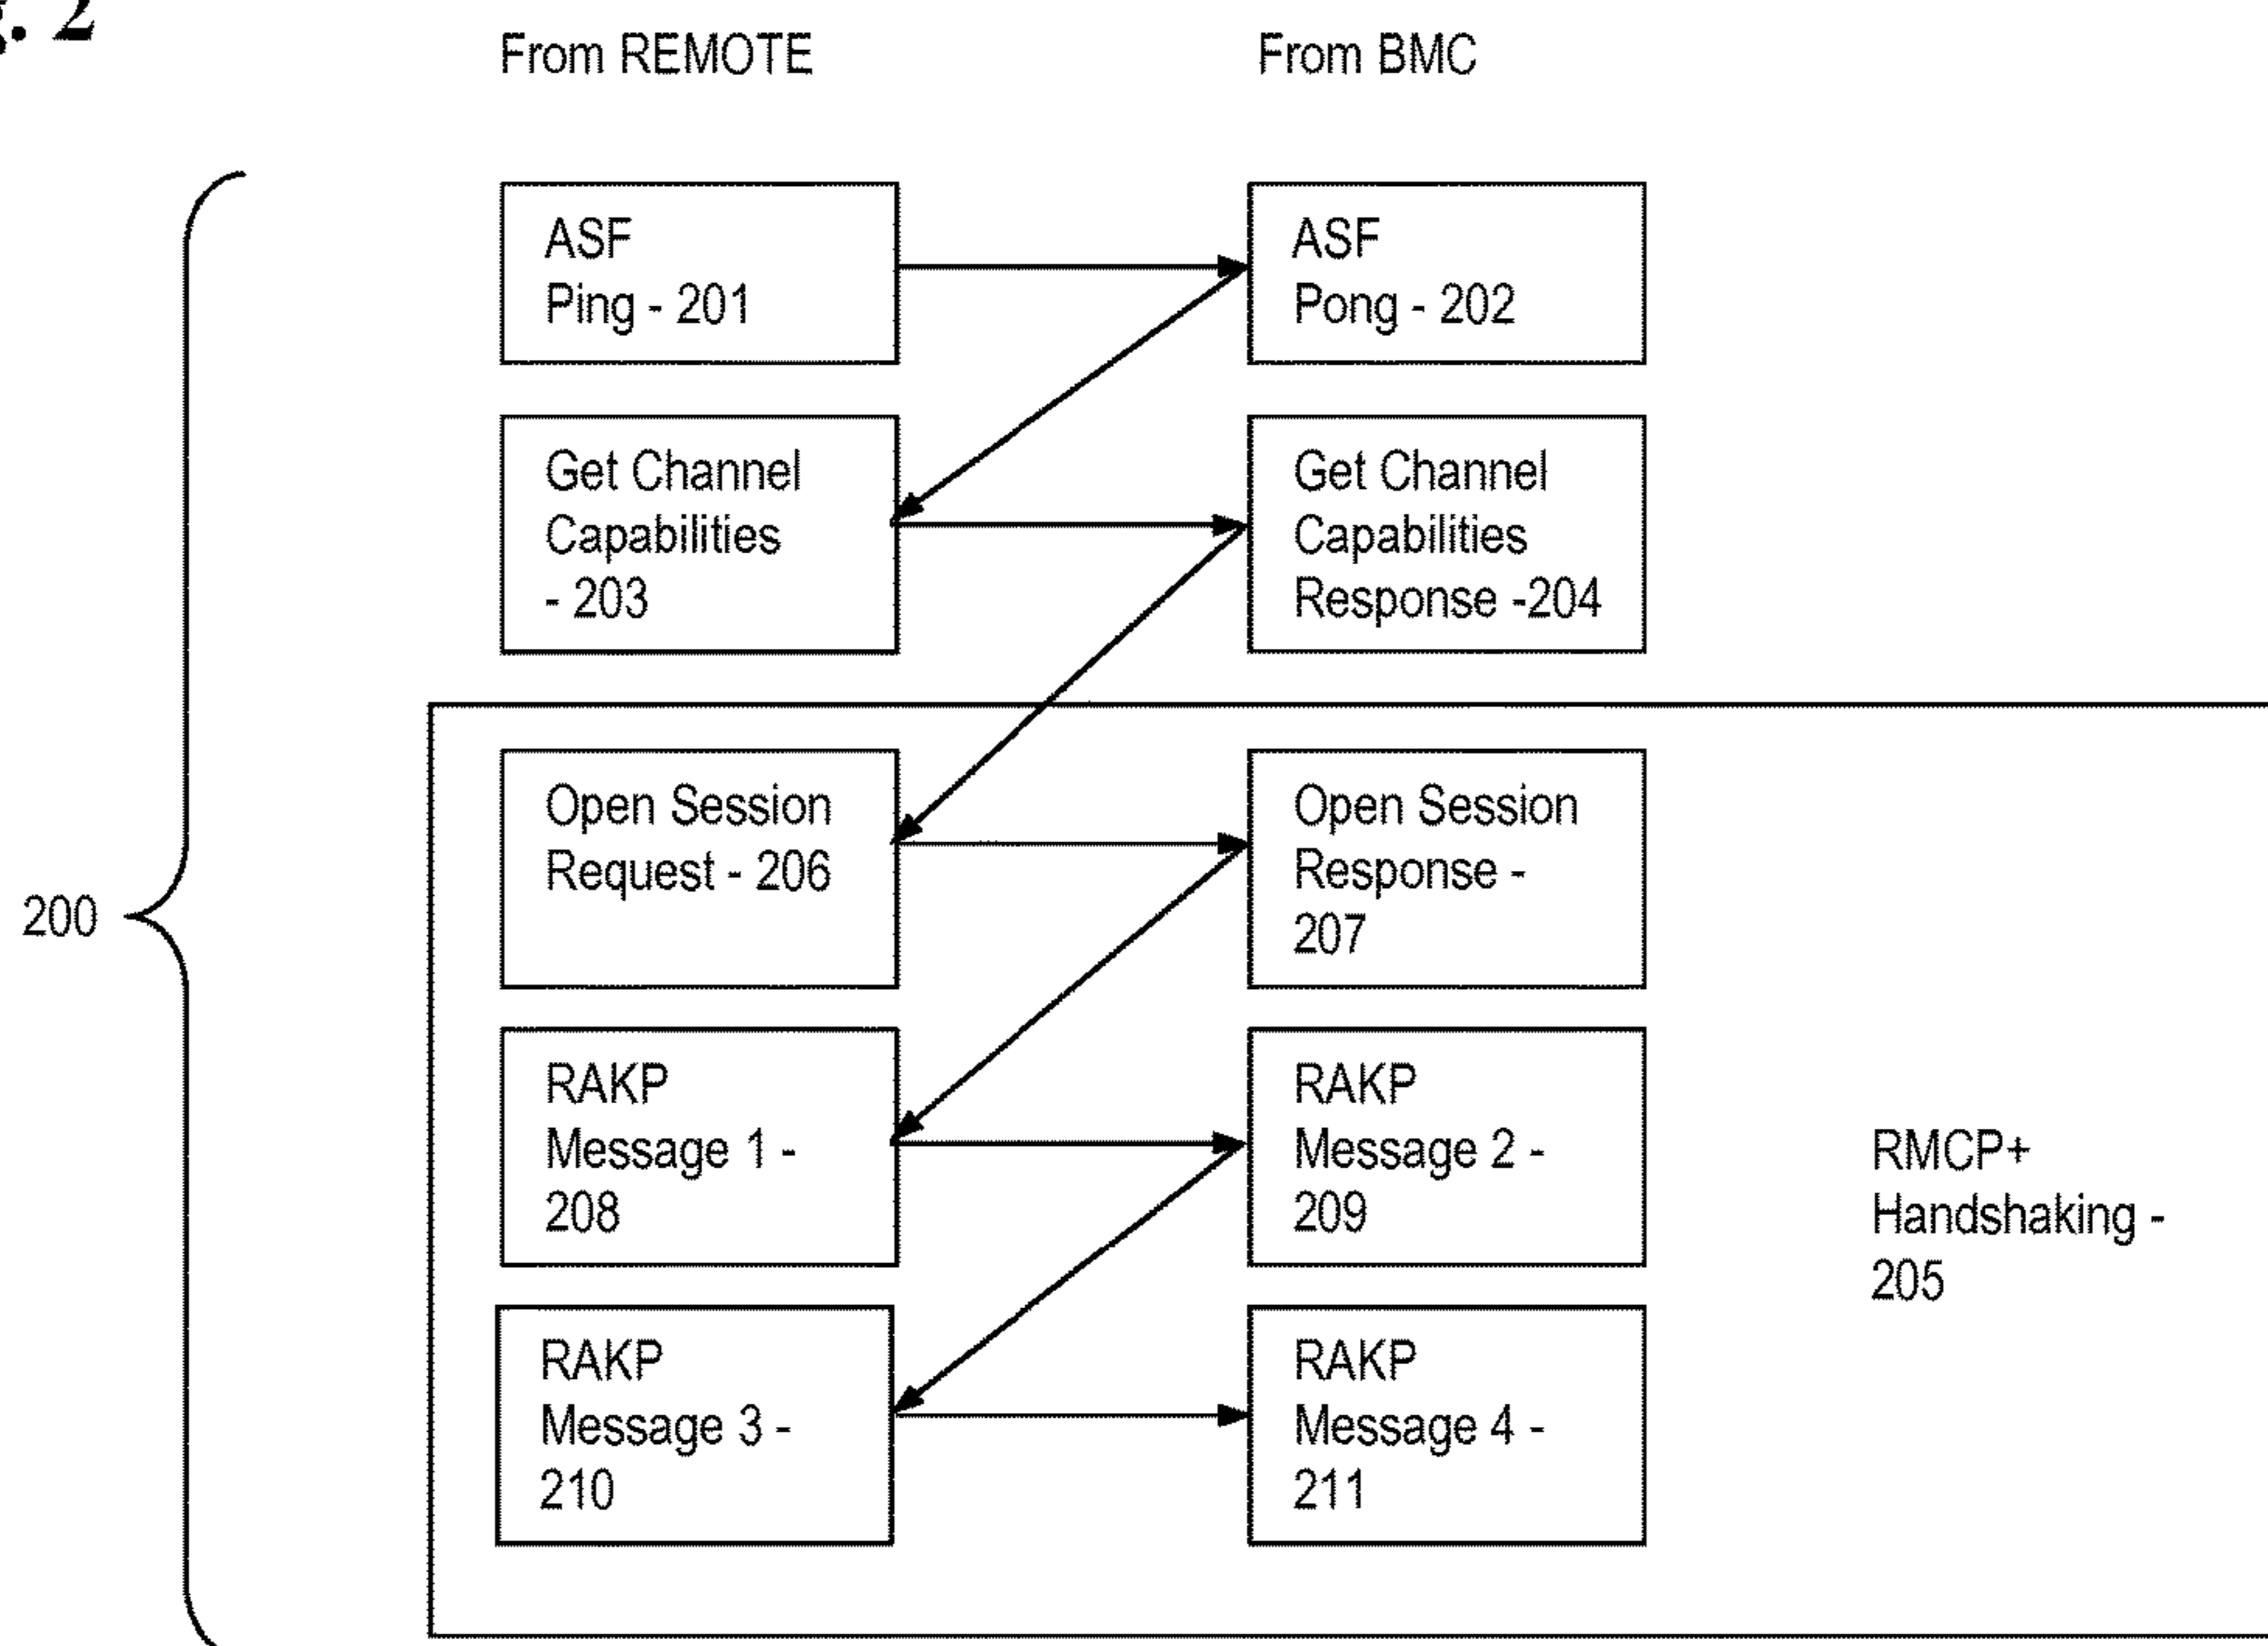 . 2
From REMOTE
From BMC
ASF
Ping - 201
ASF
Pong - 202
Get Channel
Capabilities
- 203
Get Channel
Capabilities
Response -204
Open Session
Request - 206
Open Session
Response -
207
200
RAKP
Message 1 -
208
RAKP
Message 2 -
209
RMCP+
Handshaking -
205
RAKP
Message 3 -
210
RAKP
Message 4 -
211